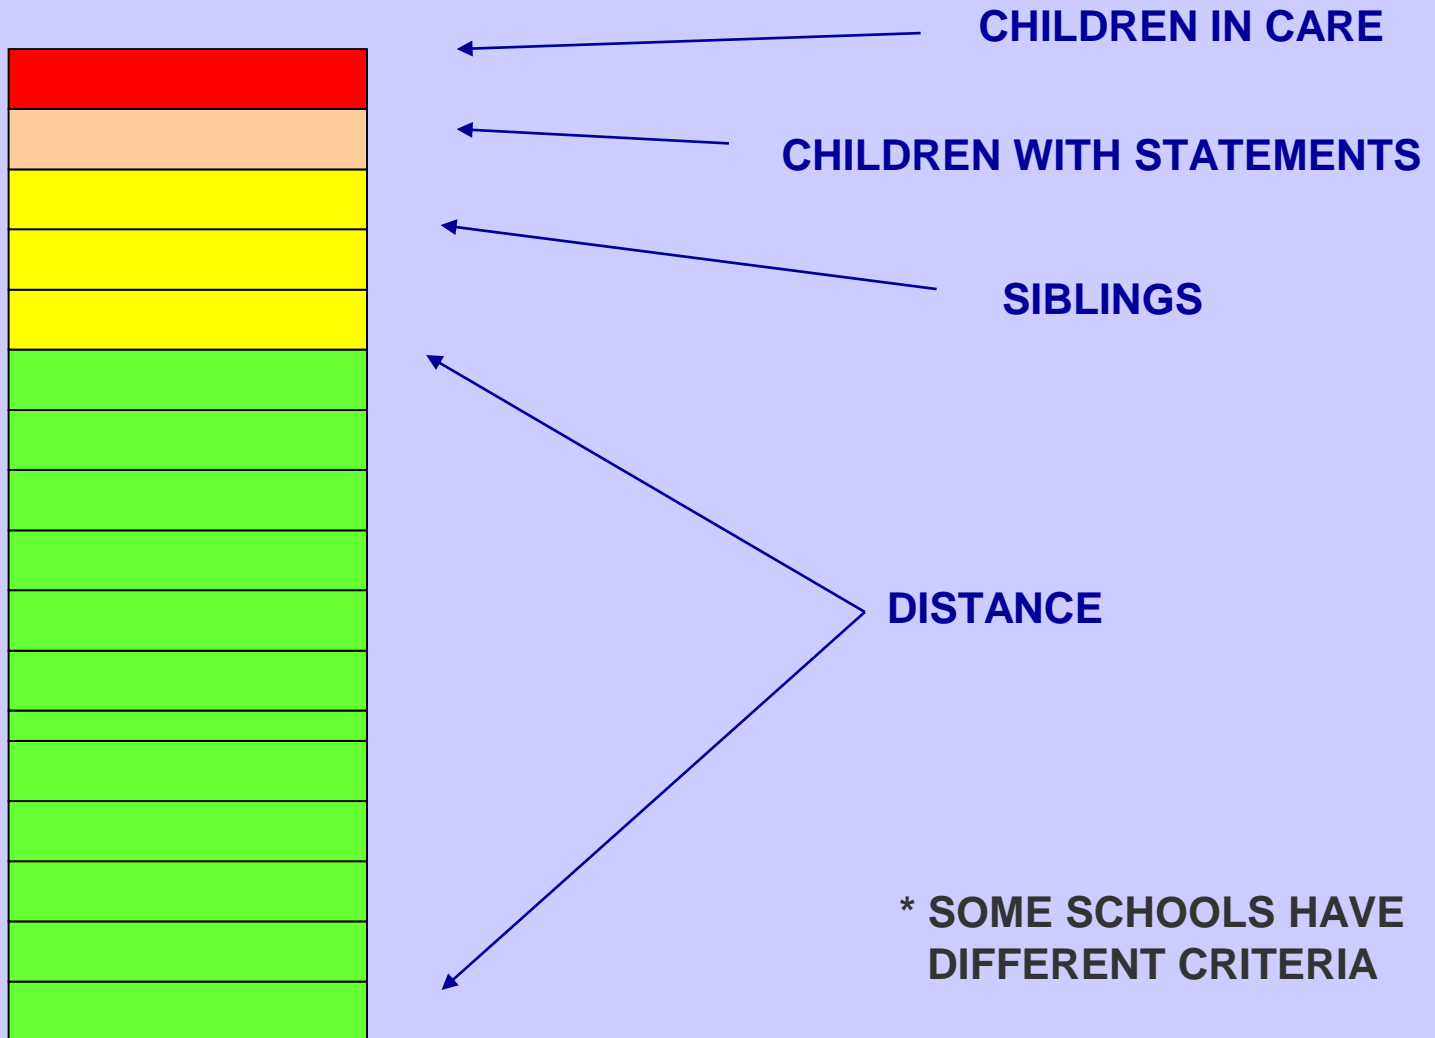 CHILDREN IN CARE
CHILDREN WITH STATEMENTS
SIBLINGS
DISTANCE
* SOME SCHOOLS HAVE
DIFFERENT CRITERIA